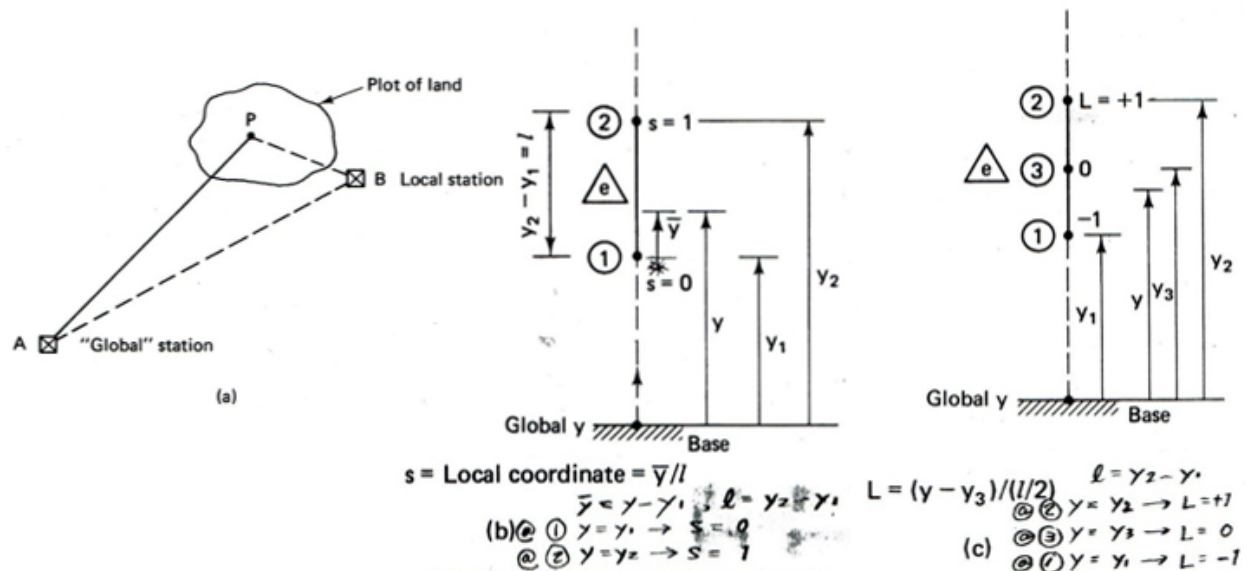 Plot of land
P
B Local station
A "Global" station
(a)
② s = 1
y₂ − y₁ = l
e
ȳ
①
s = 0
y
y₁
y₂
Global y
Base
s = Local coordinate = ȳ/l
ȳ = y − y₁ , l = y₂ − y₁
(b) @ ① y = y₁ → s = 0
@ ② y = y₂ → s = 1
② L = +1
e ③ 0
① −1
y₁
y
y₃
y₂
Global y
Base
l = y₂ − y₁
L = (y − y₃)/(l/2)
@ ② y = y₂ → L = +1
@ ③ y = y₃ → L = 0
(c) @ ① y = y₁ → L = −1